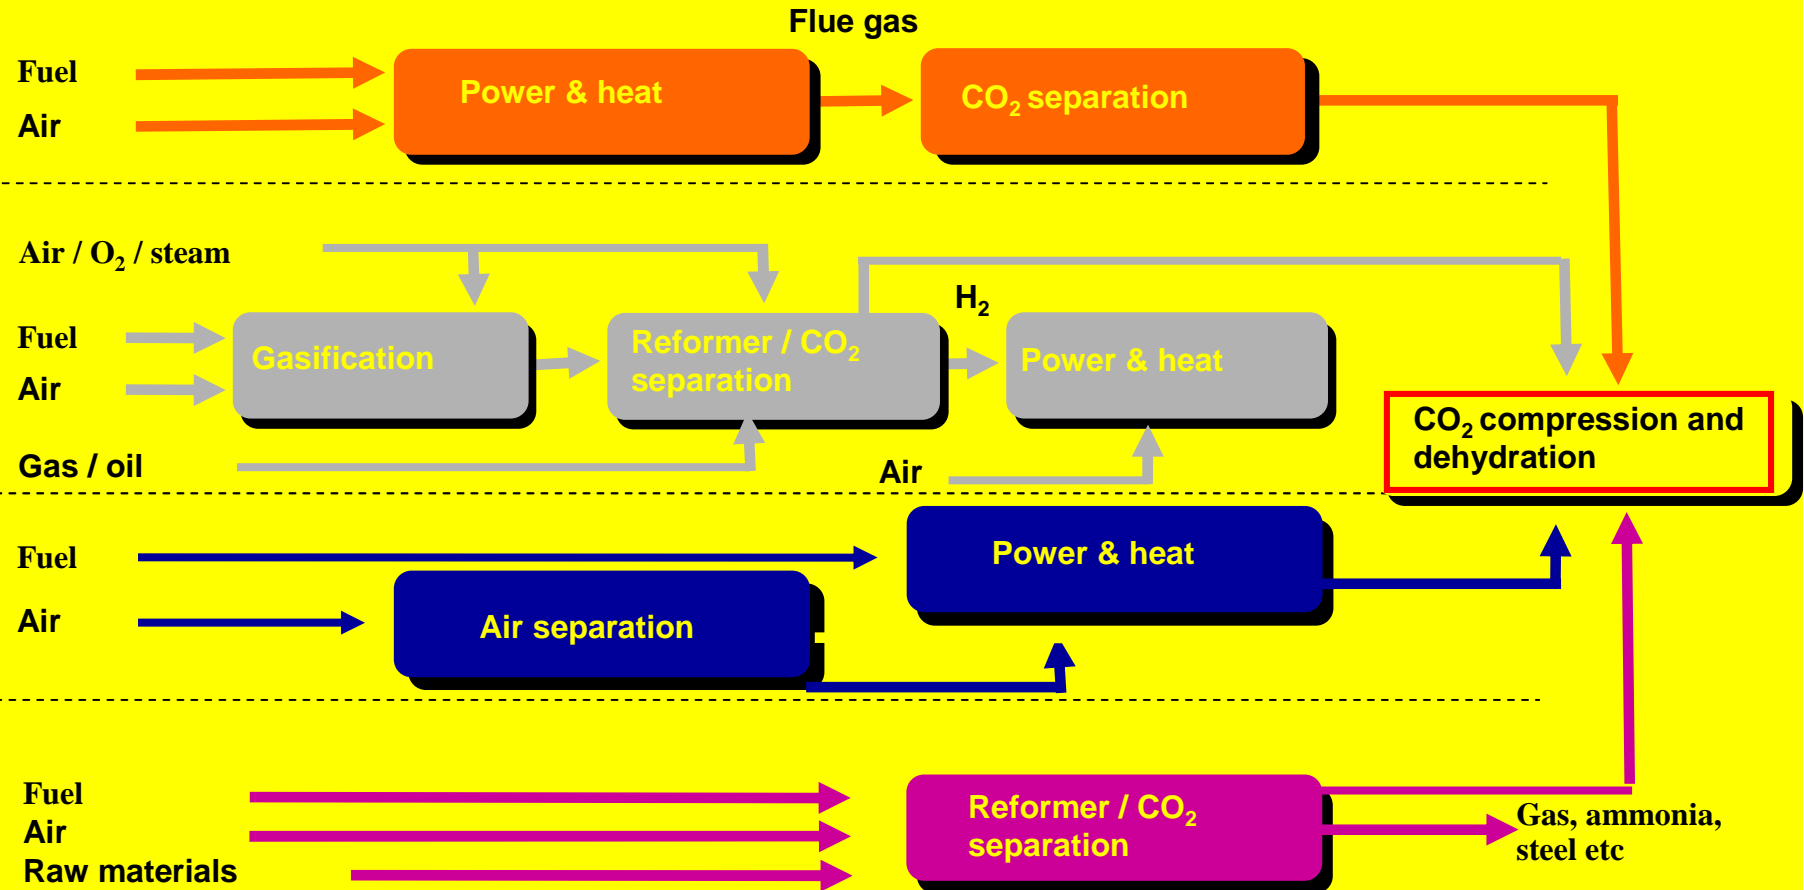 Flue gas
Fuel
Air
Power & heat
CO₂ separation
Air / O₂ / steam
Fuel
Air
Gasification
Reformer / CO₂
separation
H₂
Power & heat
Gas / oil
Air
CO₂ compression and
dehydration
Fuel
Air
Air separation
Power & heat
Fuel
Air
Raw materials
Reformer / CO₂
separation
Gas, ammonia,
steel etc